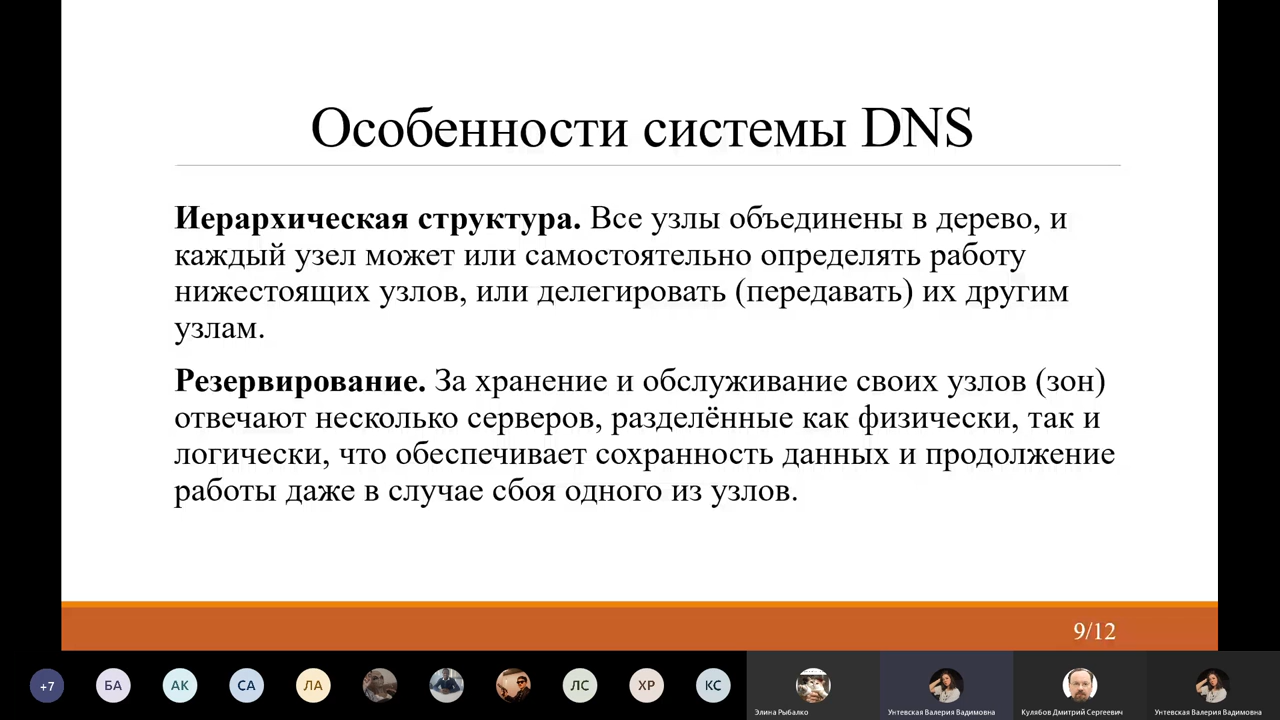 Особенности системы DNS
Иерархическая структура. Все узлы объединены в дерево, и
каждый узел может или самостоятельно определять работу
нижестоящих узлов, или делегировать (передавать) их другим
узлам.
Резервирование. За хранение и обслуживание своих узлов (зон)
отвечают несколько серверов, разделённые как физически, так и
логически, что обеспечивает сохранность данных и продолжение
работы даже в случае сбоя одного из узлов.
9/12
+7 БА АК СА ЛА ЛС ХР КС
Элина Рыбалко Унтевская Валерия Вадимовна Кулябов Дмитрий Сергеевич Унтевская Валерия Вадимовна